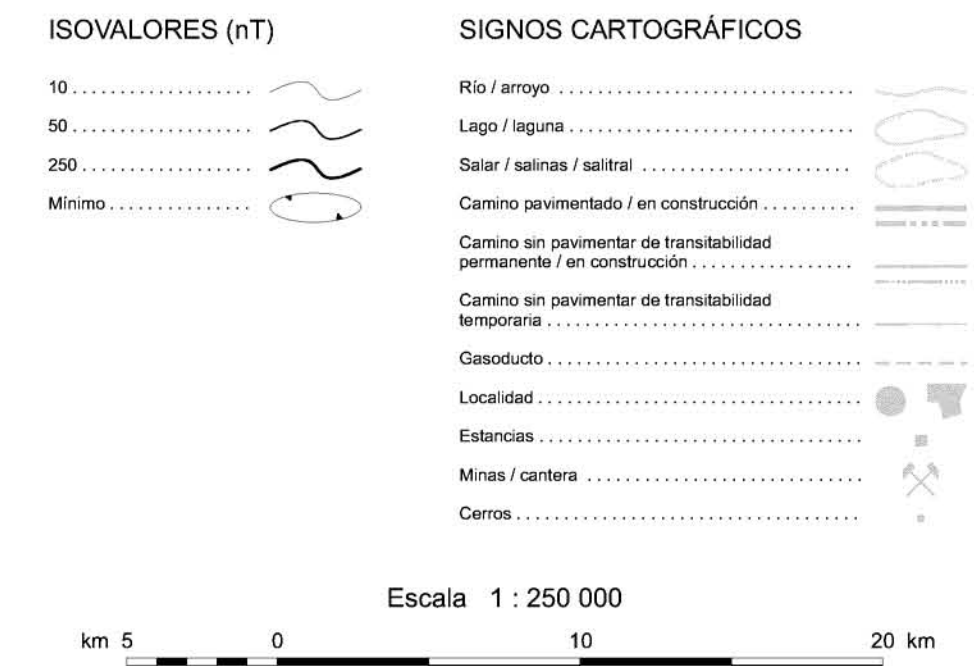 ISOVALORES (nT)
10 . . . . . . . . . . . . . . . . . . .
50 . . . . . . . . . . . . . . . . . . .
250 . . . . . . . . . . . . . . . . . .
Mínimo . . . . . . . . . . . . . . .
SIGNOS CARTOGRÁFICOS
Río / arroyo . . . . . . . . . . . . . . . . . . . . . . . . . . . . . . .
Lago / laguna . . . . . . . . . . . . . . . . . . . . . . . . . . . . . .
Salar / salinas / salitral . . . . . . . . . . . . . . . . . . . . . .
Camino pavimentado / en construcción . . . . . . . . . .
Camino sin pavimentar de transitabilidad
permanente / en construcción . . . . . . . . . . . . . . . . .
Camino sin pavimentar de transitabilidad
temporaria . . . . . . . . . . . . . . . . . . . . . . . . . . . . . . . . .
Gasoducto . . . . . . . . . . . . . . . . . . . . . . . . . . . . . . . . .
Localidad . . . . . . . . . . . . . . . . . . . . . . . . . . . . . . . . . .
Estancias . . . . . . . . . . . . . . . . . . . . . . . . . . . . . . . . . .
Minas / cantera . . . . . . . . . . . . . . . . . . . . . . . . . . . . .
Cerros . . . . . . . . . . . . . . . . . . . . . . . . . . . . . . . . . . . .
Escala 1 : 250 000
km 5 0 10 20 km